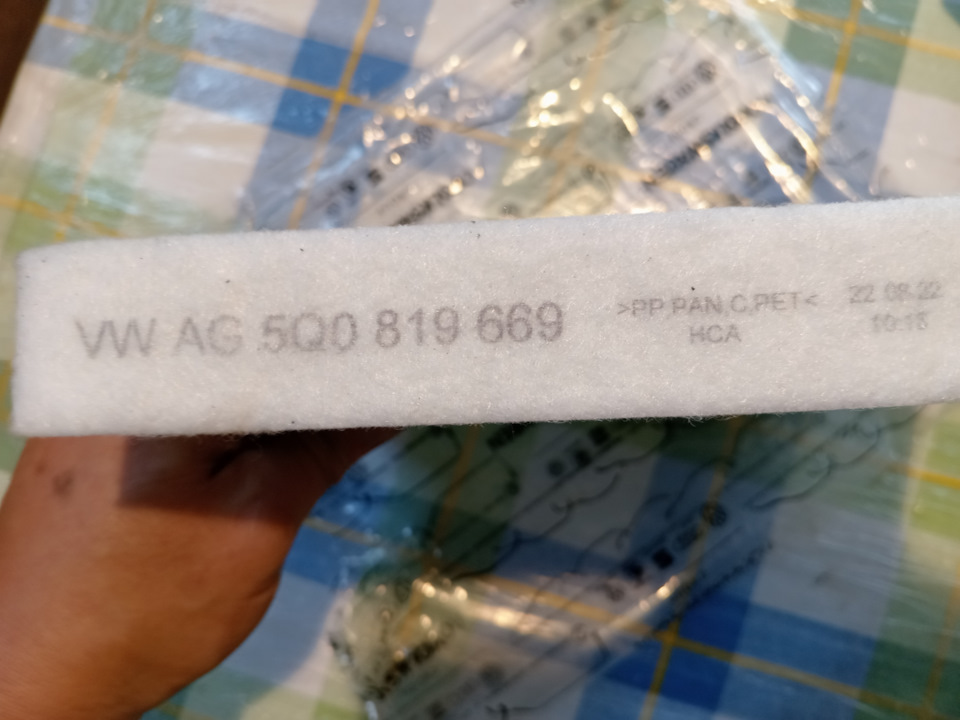 VW AG 5Q0 819 669
>PP,PAN,C,PET<
HCA
22 08 22
10:15